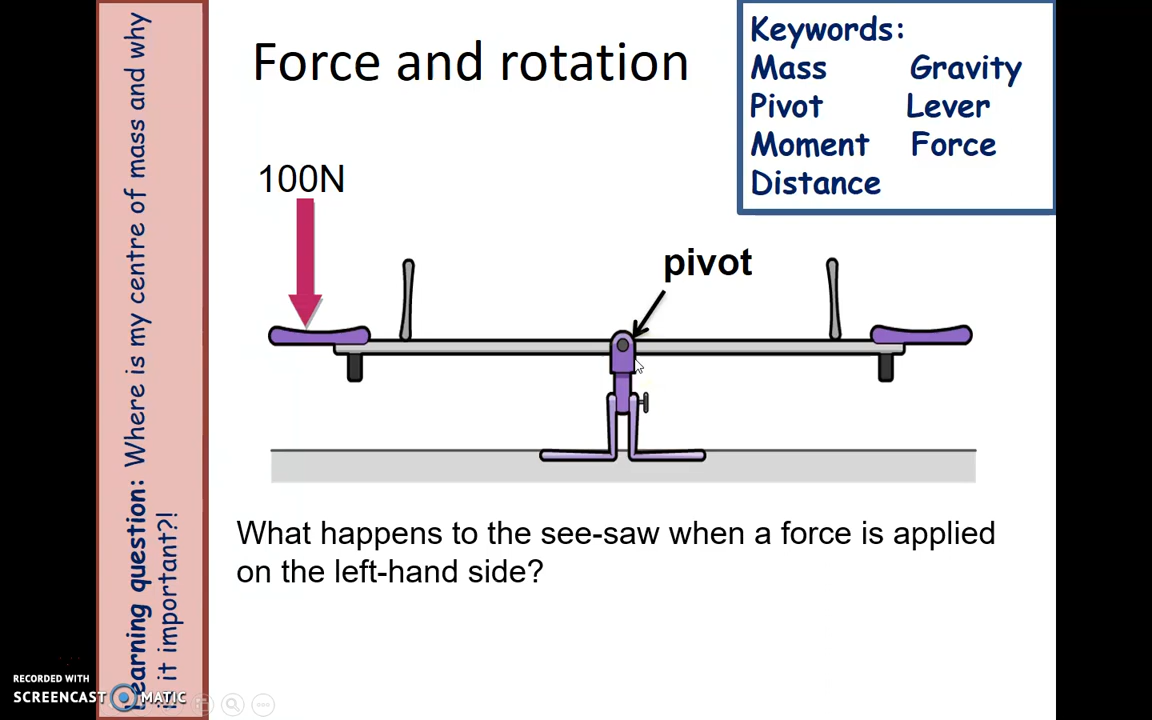 Force and rotation
Keywords:
Mass Gravity
Pivot Lever
Moment Force
Distance
100N
pivot
What happens to the see-saw when a force is applied
on the left-hand side?
earning question: Where is my centre of mass and why
it important?!
RECORDED WITH
SCREENCAST MATIC